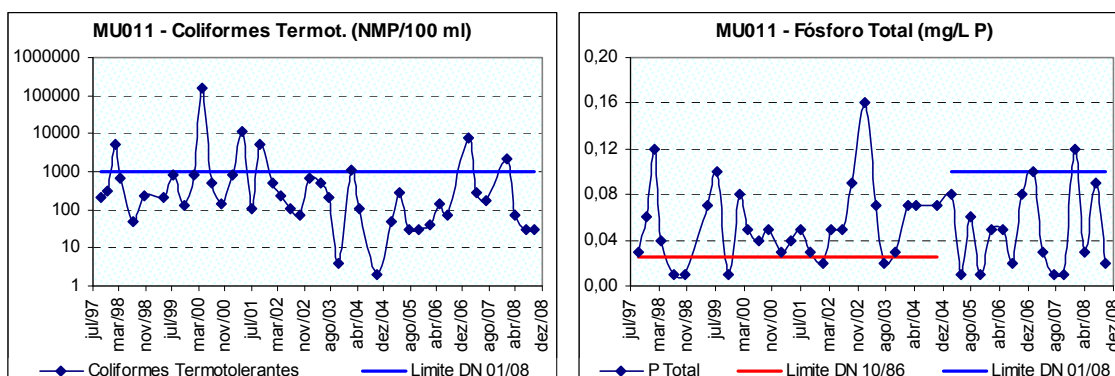 MU011 - Coliformes Termot. (NMP/100 ml)
1000000
100000
10000
1000
100
10
1
jul/97
mar/98
nov/98
jul/99
mar/00
nov/00
jul/01
mar/02
nov/02
ago/03
abr/04
dez/04
ago/05
abr/06
dez/06
ago/07
abr/08
dez/08
Coliformes Termotolerantes
Limite DN 01/08
MU011 - Fósforo Total (mg/L P)
0,20
0,16
0,12
0,08
0,04
0,00
jul/97
mar/98
nov/98
jul/99
mar/00
nov/00
jul/01
mar/02
nov/02
ago/03
abr/04
dez/04
ago/05
abr/06
dez/06
ago/07
abr/08
dez/08
P Total
Limite DN 10/86
Limite DN 01/08